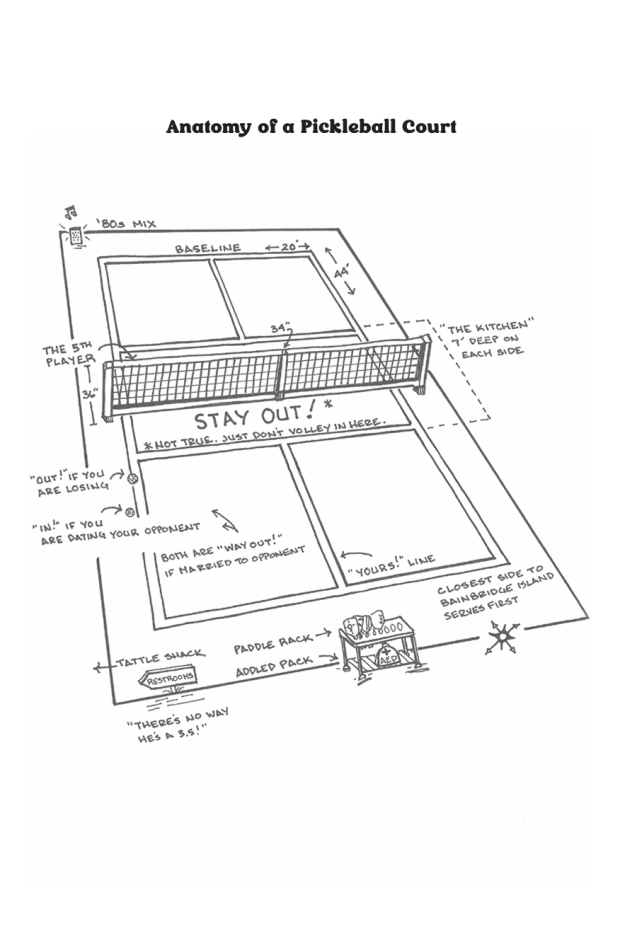 Anatomy of a Pickleball Court
'80s MIX
BASELINE
20'
44'
34"
"THE KITCHEN"
7' DEEP ON
EACH SIDE
THE 5TH
PLAYER
36"
STAY OUT! *
* NOT TRUE. JUST DON'T VOLLEY IN HERE.
"OUT!" IF YOU
ARE LOSING
"IN!" IF YOU
ARE DATING YOUR OPPONENT
BOTH ARE "WAY OUT!"
IF MARRIED TO OPPONENT
"YOURS!" LINE
CLOSEST SIDE TO
BAINBRIDGE ISLAND
SERVES FIRST
TATTLE SHACK
RESTROOMS
PADDLE RACK
ADDLED PACK
AED
"THERE'S NO WAY
HE'S A 3.5!"